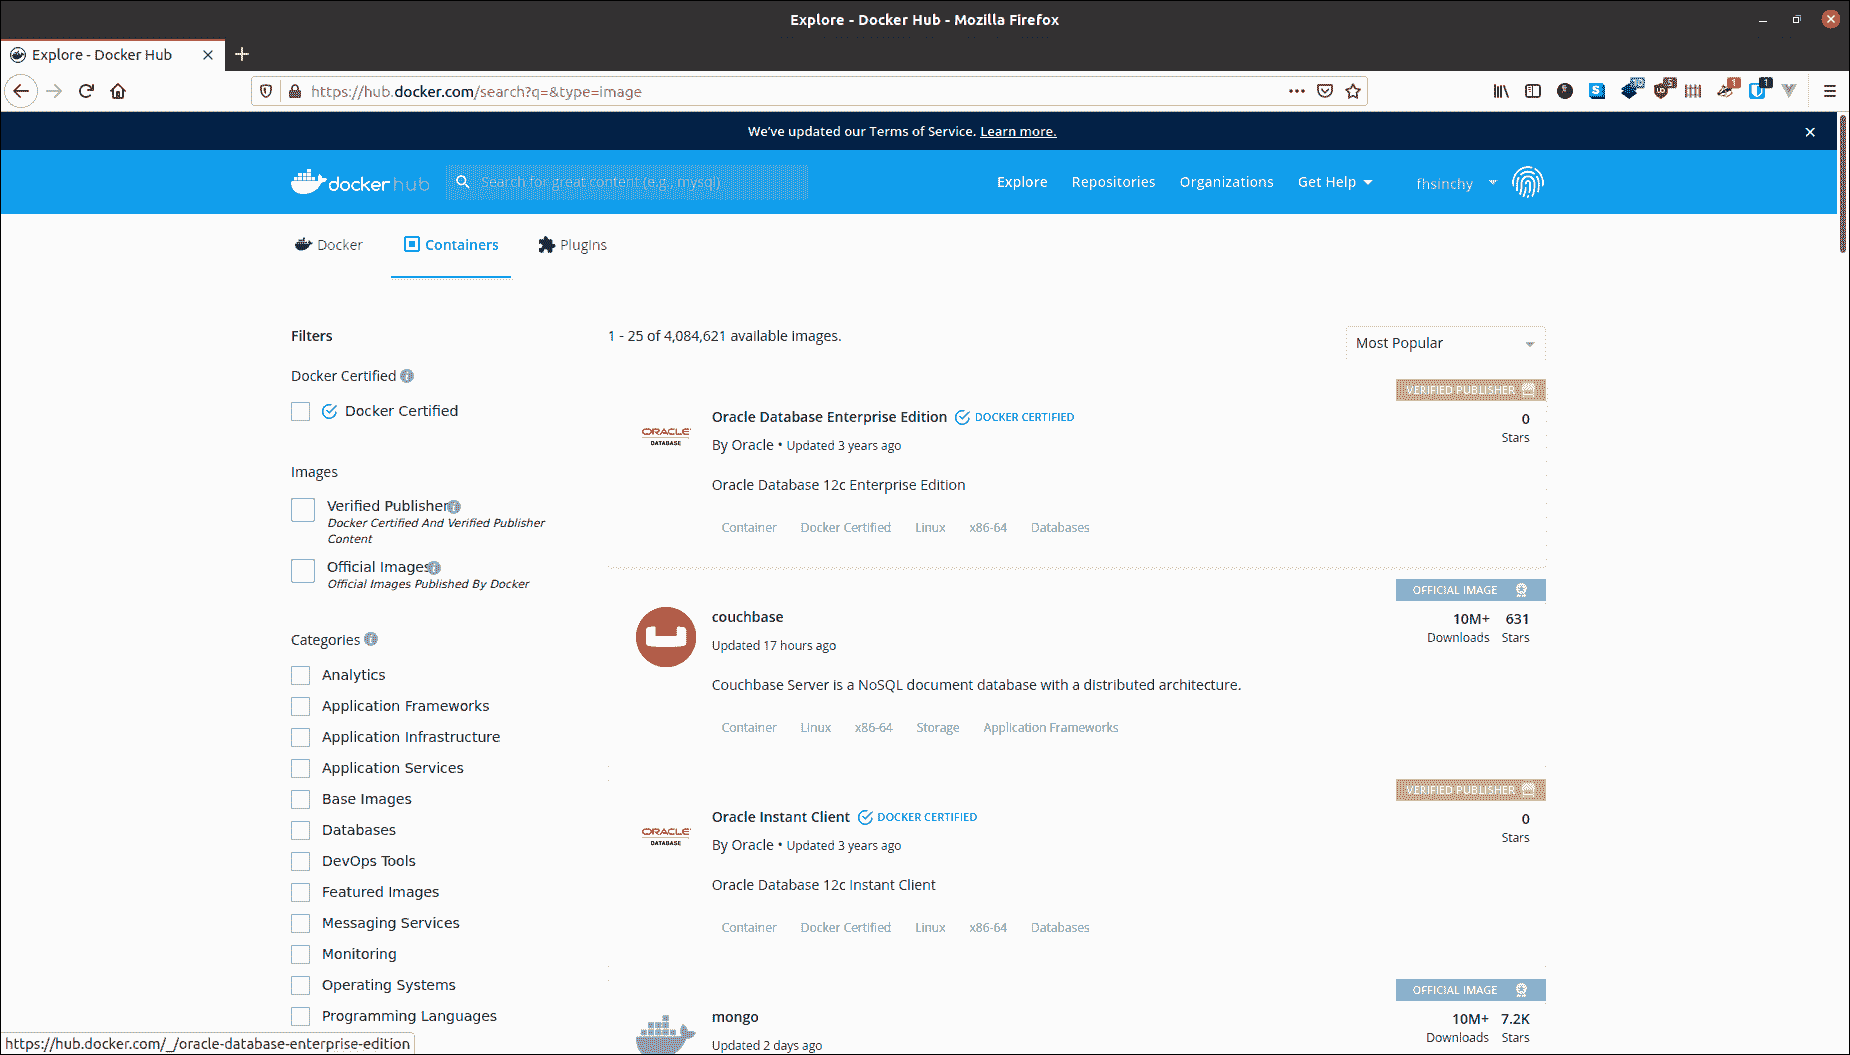 Explore - Docker Hub - Mozilla Firefox
Explore - Docker Hub
https://hub.docker.com/search?q=&type=image
We've updated our Terms of Service. Learn more.
docker hub
Search for great content (e.g., mysql)
Explore
Repositories
Organizations
Get Help
fhsinchy
Docker
Containers
Plugins
Filters
1 - 25 of 4,084,621 available images.
Most Popular
Docker Certified
Docker Certified
Images
Verified Publisher
Docker Certified And Verified Publisher
Content
Official Images
Official Images Published By Docker
Categories
Analytics
Application Frameworks
Application Infrastructure
Application Services
Base Images
Databases
DevOps Tools
Featured Images
Messaging Services
Monitoring
Operating Systems
Programming Languages
VERIFIED PUBLISHER
ORACLE
DATABASE
Oracle Database Enterprise Edition DOCKER CERTIFIED
0
Stars
By Oracle • Updated 3 years ago
Oracle Database 12c Enterprise Edition
Container Docker Certified Linux x86-64 Databases
OFFICIAL IMAGE
couchbase
10M+ 631
Downloads Stars
Updated 17 hours ago
Couchbase Server is a NoSQL document database with a distributed architecture.
Container Linux x86-64 Storage Application Frameworks
VERIFIED PUBLISHER
ORACLE
DATABASE
Oracle Instant Client DOCKER CERTIFIED
0
Stars
By Oracle • Updated 3 years ago
Oracle Database 12c Instant Client
Container Docker Certified Linux x86-64 Databases
OFFICIAL IMAGE
mongo
10M+ 7.2K
Downloads Stars
Updated 2 days ago
https://hub.docker.com/_/oracle-database-enterprise-edition